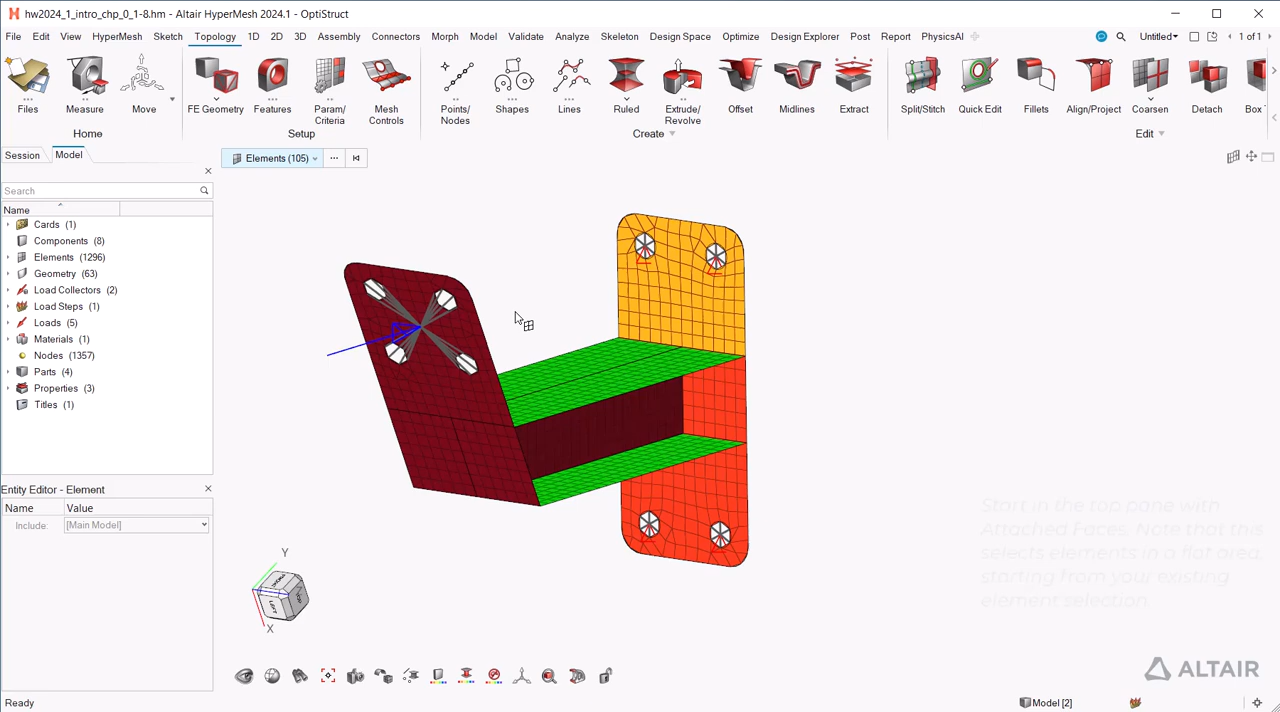 hw2024_1_intro_chp_0_1-8.hm - Altair HyperMesh 2024.1 - OptiStruct
File Edit View HyperMesh Sketch Topology 1D 2D 3D Assembly Connectors Morph Model Validate Analyze Skeleton Design Space Optimize Design Explorer Post Report PhysicsAI Untitled 1 of 1
Files Measure Move FE Geometry Features Param/ Criteria Mesh Controls Points/ Nodes Shapes Lines Ruled Extrude/ Revolve Offset Midlines Extract Split/Stitch Quick Edit Fillets Align/Project Coarsen Detach Box T
Home Setup Create Edit
Session Model Elements (105)
Search
Name
Cards (1)
Components (8)
Elements (1296)
Geometry (63)
Load Collectors (2)
Load Steps (1)
Loads (5)
Materials (1)
Nodes (1357)
Parts (4)
Properties (3)
Titles (1)
Entity Editor - Element
Name Value
Include: [Main Model]
Y
X
LEFT
Start in the top pane with
Attached Faces. Note that this
selects elements in a flat area
starting from your existing
element selection.
ALTAIR
Ready Model [2]